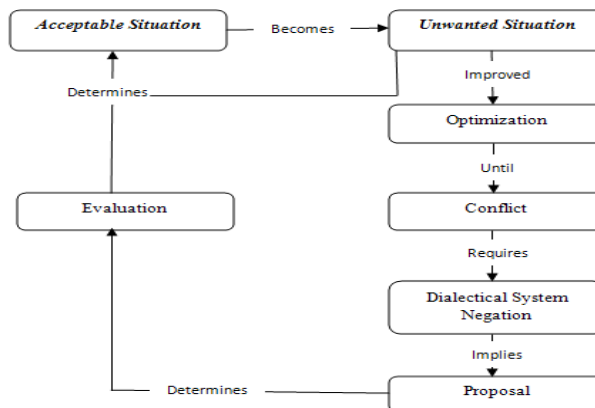 Acceptable Situation
Becomes
Unwanted Situation
Improved
Determines
Optimization
Until
Evaluation
Conflict
Requires
Dialectical System
Negation
Implies
Determines
Proposal